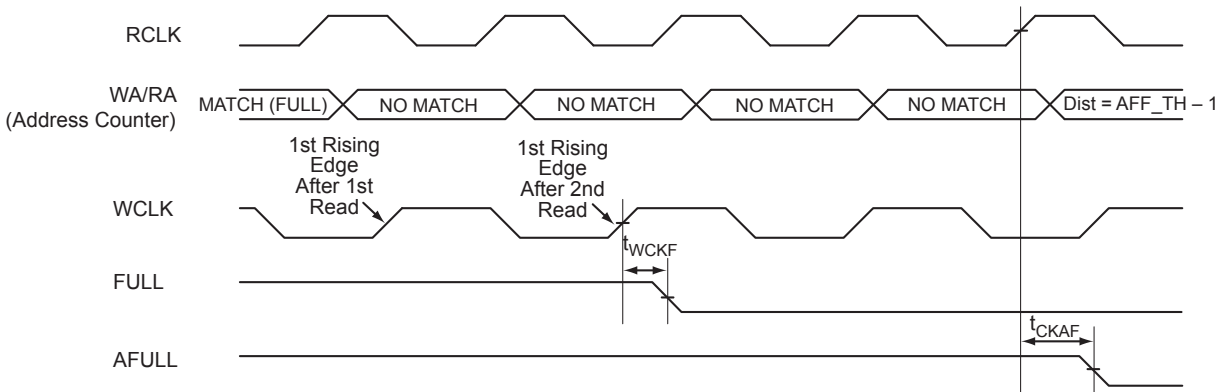 RCLK
WA/RA
(Address Counter)
MATCH (FULL)
NO MATCH
NO MATCH
NO MATCH
NO MATCH
Dist = AFF_TH – 1
1st Rising
Edge
After 1st
Read
1st Rising
Edge
After 2nd
Read
WCLK
tWCKF
FULL
tCKAF
AFULL